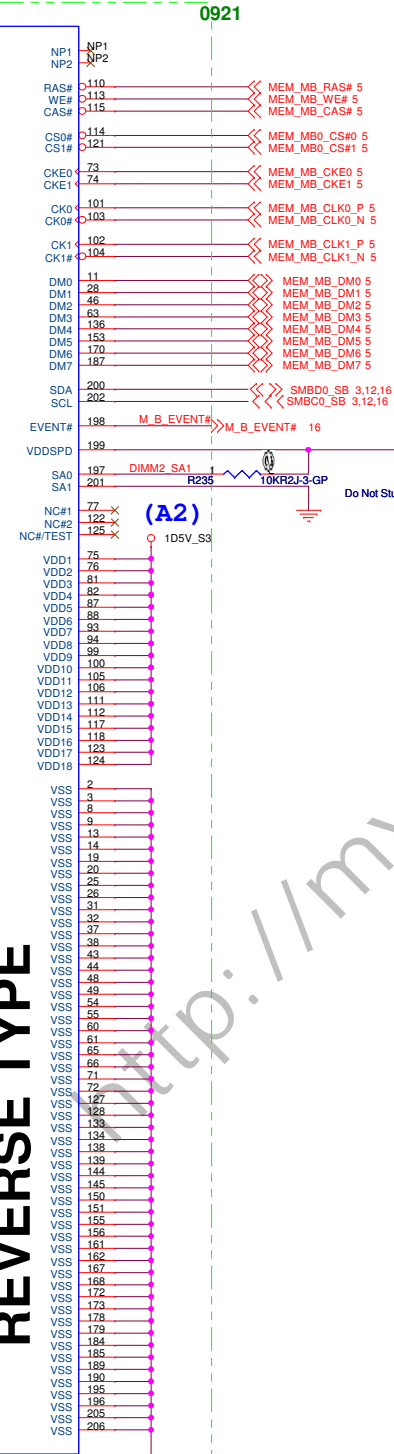 0921
NP1 NP1
NP2 NP2
RAS# 110 MEM_MB_RAS# 5
WE# 113 MEM_MB_WE# 5
CAS# 115 MEM_MB_CAS# 5
CS0# 114 MEM_MB0_CS#0 5
CS1# 121 MEM_MB0_CS#1 5
CKE0 73 MEM_MB_CKE0 5
CKE1 74 MEM_MB_CKE1 5
CK0 101 MEM_MB_CLK0_P 5
CK0# 103 MEM_MB_CLK0_N 5
CK1 102 MEM_MB_CLK1_P 5
CK1# 104 MEM_MB_CLK1_N 5
DM0 11 MEM_MB_DM0 5
DM1 28 MEM_MB_DM1 5
DM2 46 MEM_MB_DM2 5
DM3 63 MEM_MB_DM3 5
DM4 136 MEM_MB_DM4 5
DM5 153 MEM_MB_DM5 5
DM6 170 MEM_MB_DM6 5
DM7 187 MEM_MB_DM7 5
SDA 200 SMBD0_SB 3,12,16
SCL 202 SMBC0_SB 3,12,16
EVENT# 198 M_B_EVENT# M_B_EVENT# 16
VDDSPD 199
SA0 197 DIMM2_SA1 1
SA1 201 R235 10KR2J-3-GP
Do Not Stu
NC#1 77
NC#2 122
NC#/TEST 125
(A2)
1D5V_S3
VDD1 75
VDD2 76
VDD3 81
VDD4 82
VDD5 87
VDD6 88
VDD7 93
VDD8 94
VDD9 99
VDD10 100
VDD11 105
VDD12 106
VDD13 111
VDD14 112
VDD15 117
VDD16 118
VDD17 123
VDD18 124
VSS 2
VSS 3
VSS 8
VSS 9
VSS 13
VSS 14
VSS 19
VSS 20
VSS 25
VSS 26
VSS 31
VSS 32
VSS 37
VSS 38
VSS 43
VSS 44
VSS 48
VSS 49
VSS 54
VSS 55
VSS 60
VSS 61
VSS 65
VSS 66
VSS 71
VSS 72
VSS 127
VSS 128
VSS 133
VSS 134
VSS 138
VSS 139
VSS 144
VSS 145
VSS 150
VSS 151
VSS 155
VSS 156
VSS 161
VSS 162
VSS 167
VSS 168
VSS 172
VSS 173
VSS 178
VSS 179
VSS 184
VSS 185
VSS 189
VSS 190
VSS 195
VSS 196
VSS 205
VSS 206
REVERSE TYPE
http://my